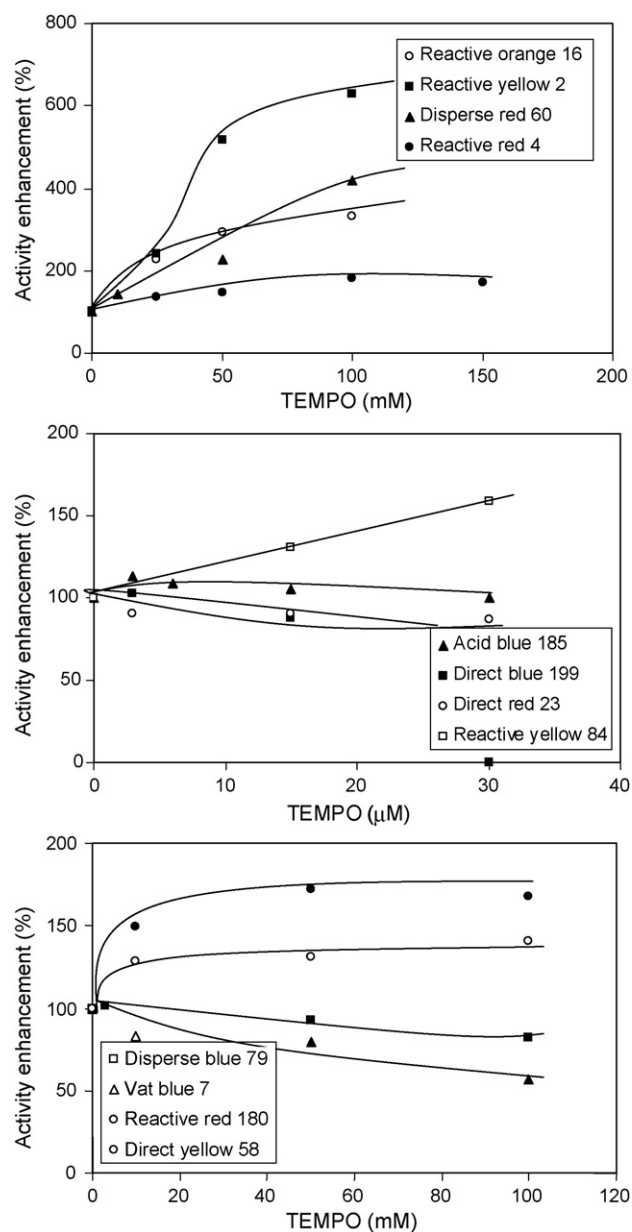 800
600
400
200
0
Activity enhancement (%)
Reactive orange 16
Reactive yellow 2
Disperse red 60
Reactive red 4
0 50 100 150 200
TEMPO (mM)
200
150
100
50
0
Activity enhancement (%)
Acid blue 185
Direct blue 199
Direct red 23
Reactive yellow 84
0 10 20 30 40
TEMPO (μM)
200
150
100
50
0
Activity enhancement (%)
Disperse blue 79
Vat blue 7
Reactive red 180
Direct yellow 58
0 20 40 60 80 100 120
TEMPO (mM)